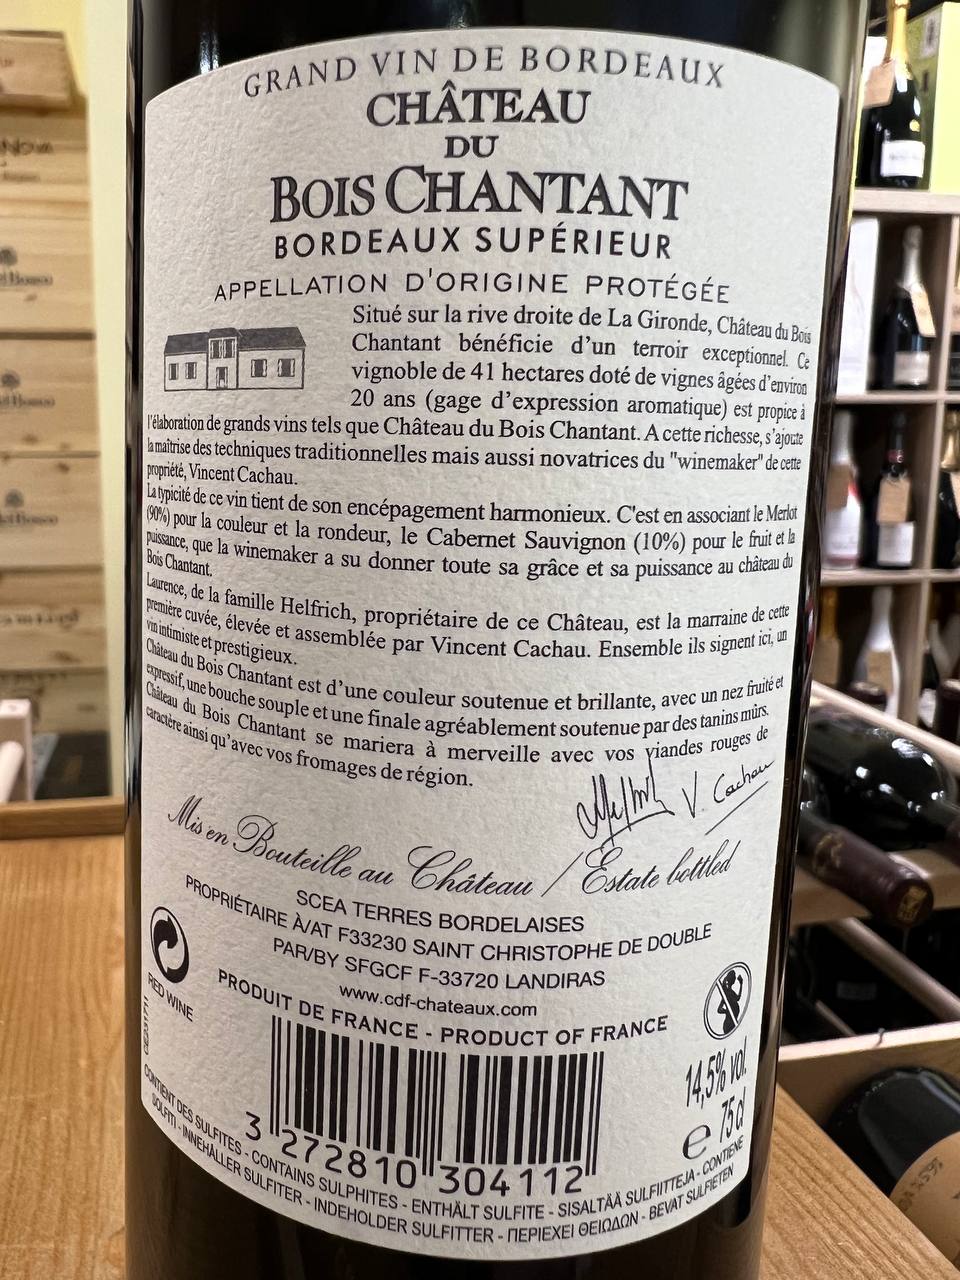 GRAND VIN DE BORDEAUX
CHÂTEAU
DU
BOIS CHANTANT
BORDEAUX SUPÉRIEUR
APPELLATION D'ORIGINE PROTÉGÉE
Situé sur la rive droite de La Gironde, Château du Bois
Chantant bénéficie d'un terroir exceptionnel. Ce
vignoble de 41 hectares doté de vignes âgées d'environ
20 ans (gage d'expression aromatique) est propice à
l'élaboration de grands vins tels que Château du Bois Chantant. A cette richesse, s'ajoute
la maîtrise des techniques traditionnelles mais aussi novatrices du "winemaker" de cette
propriété, Vincent Cachau.
La typicité de ce vin tient de son encépagement harmonieux. C'est en associant le Merlot
(90%) pour la couleur et la rondeur, le Cabernet Sauvignon (10%) pour le fruit et la
puissance, que la winemaker a su donner toute sa grâce et sa puissance au château du
Bois Chantant.
Laurence, de la famille Helfrich, propriétaire de ce Château, est la marraine de cette
première cuvée, élevée et assemblée par Vincent Cachau. Ensemble ils signent ici, un
vin intimiste et prestigieux.
Château du Bois Chantant est d'une couleur soutenue et brillante, avec un nez fruité et
expressif, une bouche souple et une finale agréablement soutenue par des tanins mûrs.
Château du Bois Chantant se mariera à merveille avec vos viandes rouges de
caractère ainsi qu'avec vos fromages de région.
V. Cachau
Mis en Bouteille au Château / Estate bottled
SCEA TERRES BORDELAISES
PROPRIÉTAIRE À/AT F33230 SAINT CHRISTOPHE DE DOUBLE
PAR/BY SFGCF F-33720 LANDIRAS
www.cdf-chateaux.com
PRODUIT DE FRANCE - PRODUCT OF FRANCE
RED WINE
14,5% vol.
e 75cl
3 272810 304112
CONTIENT DES SULFITES - CONTAINS SULPHITES - ENTHÄLT SULFITE - SISALTÄÄ SULFIITTEJA - CONTIENE
SOLFITI - INNEHÅLLER SULFITER - INDEHOLDER SULFITTER - ΠΕΡΙΕΧΕΙ ΘΕΙΩΔΩΝ - BEVAT SULFIETEN